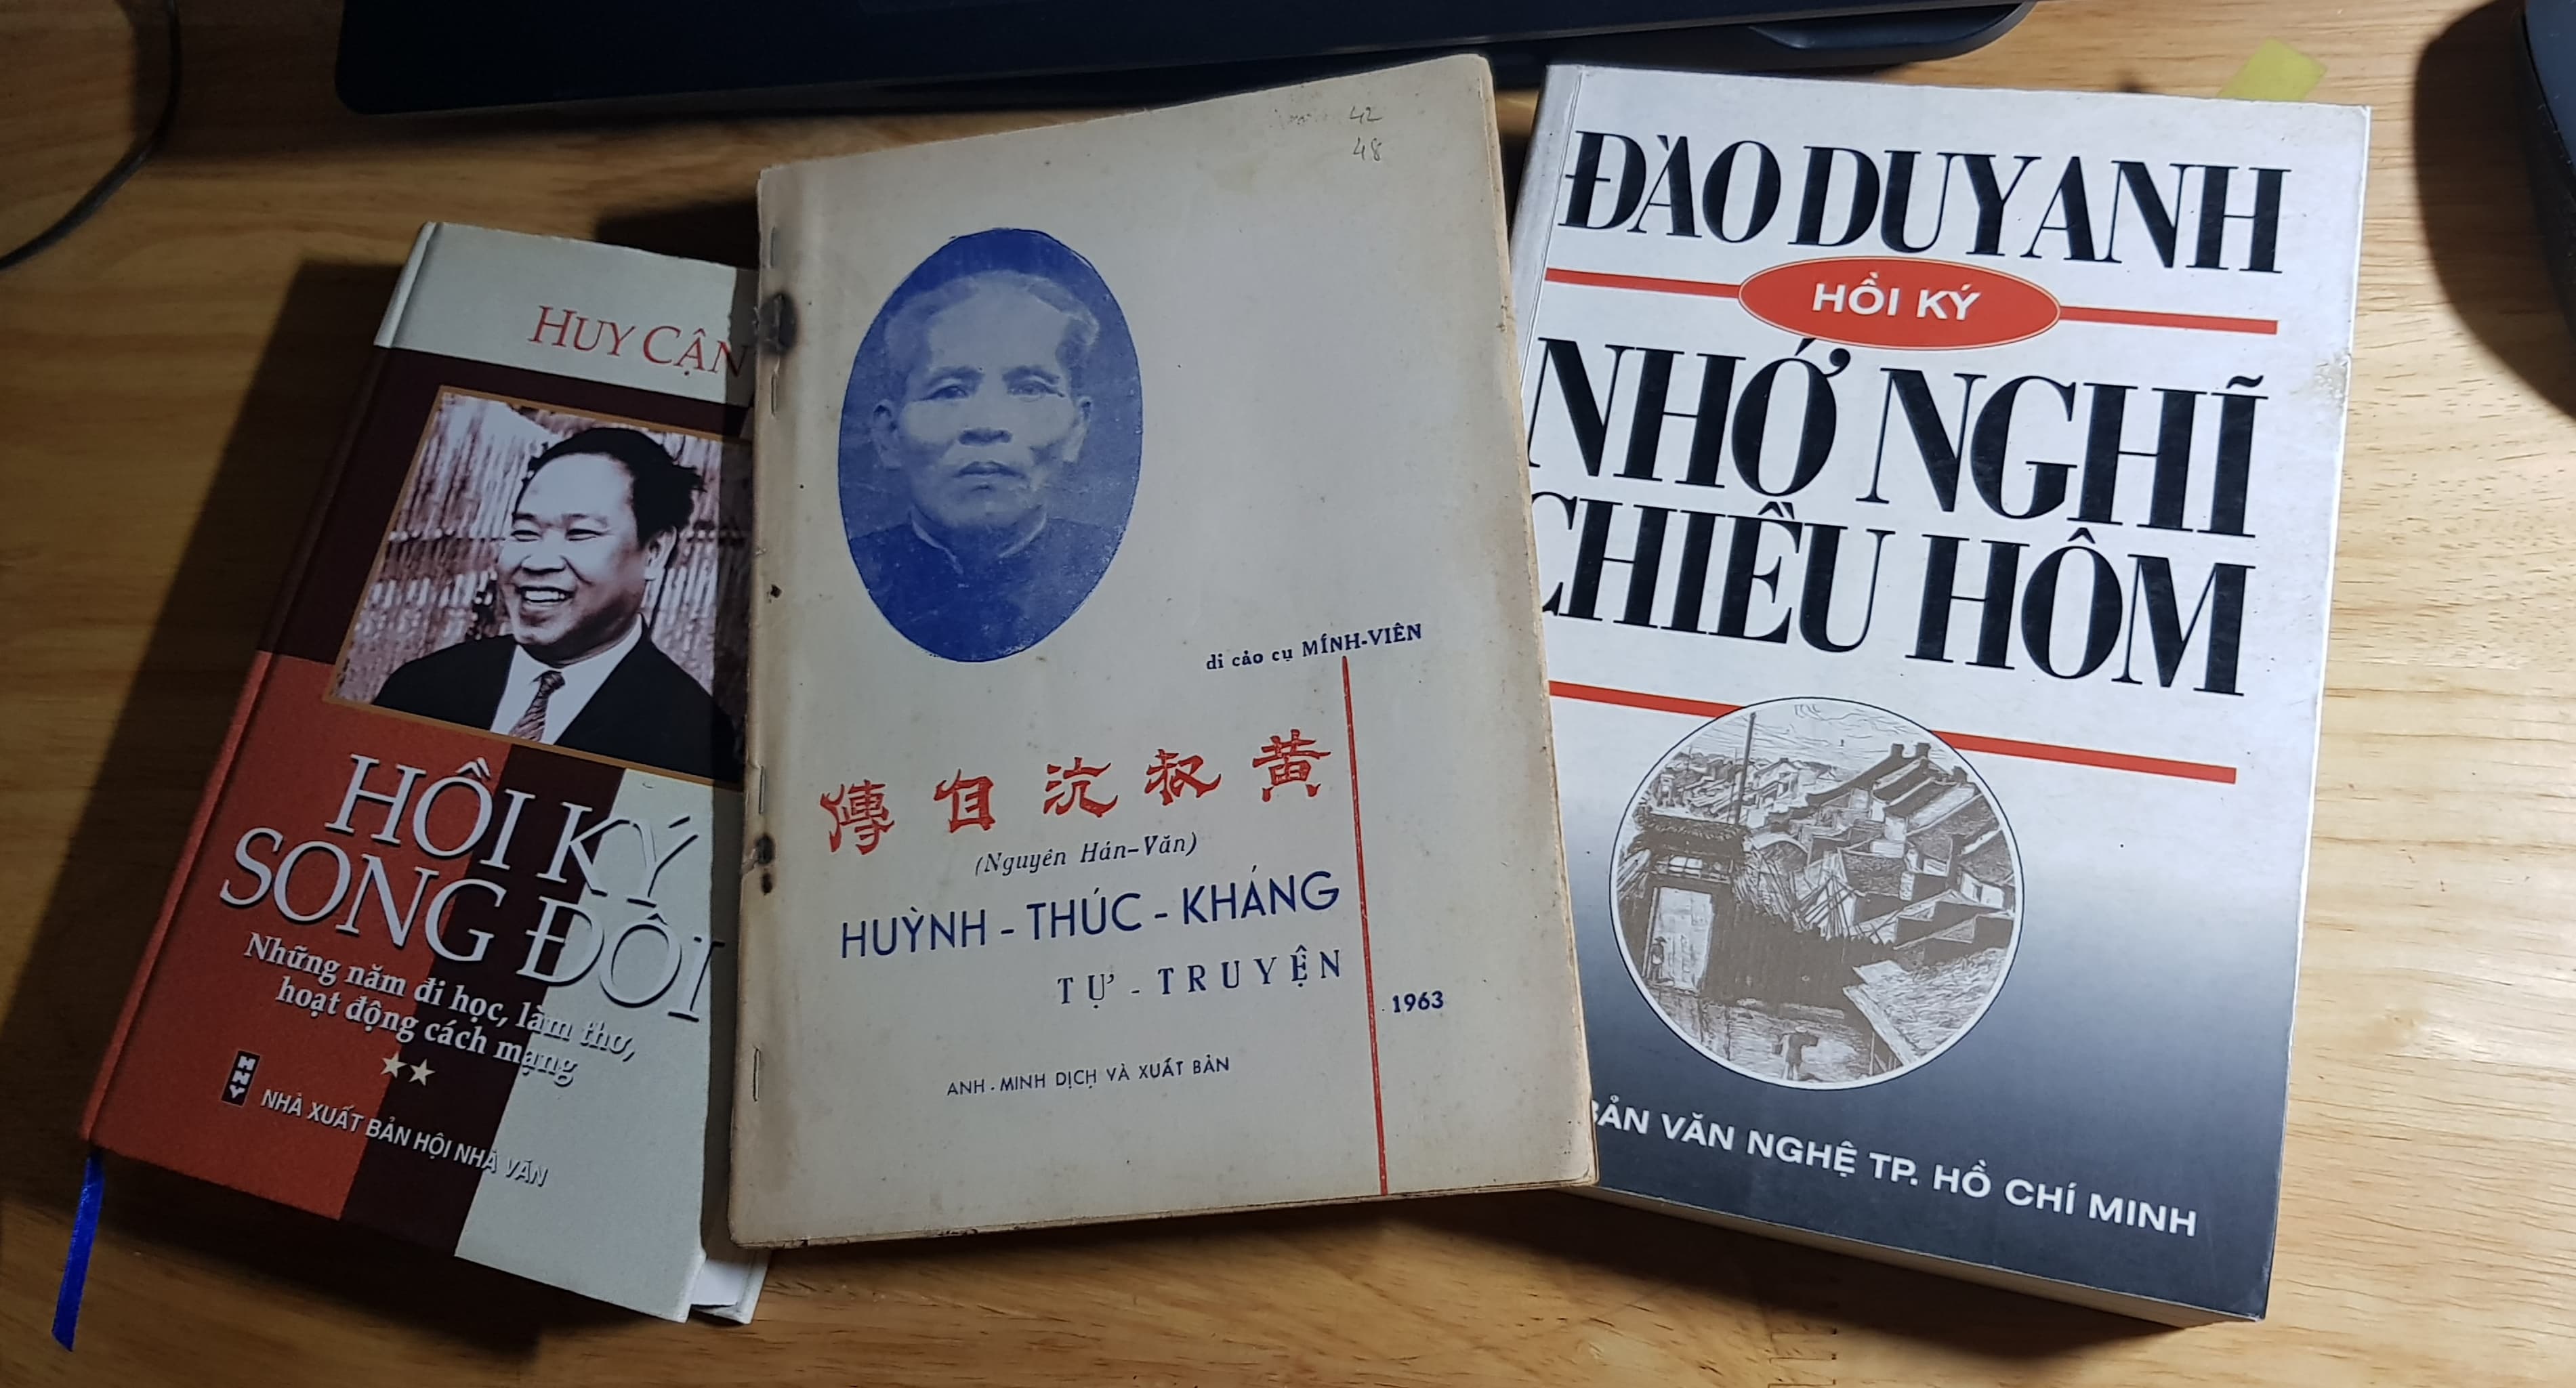 HUY CẬN
HỒI KÝ
SONG ĐÔI
Những năm đi học, làm thơ,
hoạt động cách mạng
HNV
NHÀ XUẤT BẢN HỘI NHÀ VĂN
42
48
di cảo cụ MÍNH-VIÊN
傳自沆叔黃
(Nguyên Hán-Văn)
HUỲNH - THÚC - KHÁNG
TỰ - TRUYỆN
1963
ANH - MINH DỊCH VÀ XUẤT BẢN
ĐÀO DUY ANH
HỒI KÝ
NHỚ NGHĨ
CHIỀU HÔM
BẢN VĂN NGHỆ TP. HỒ CHÍ MINH